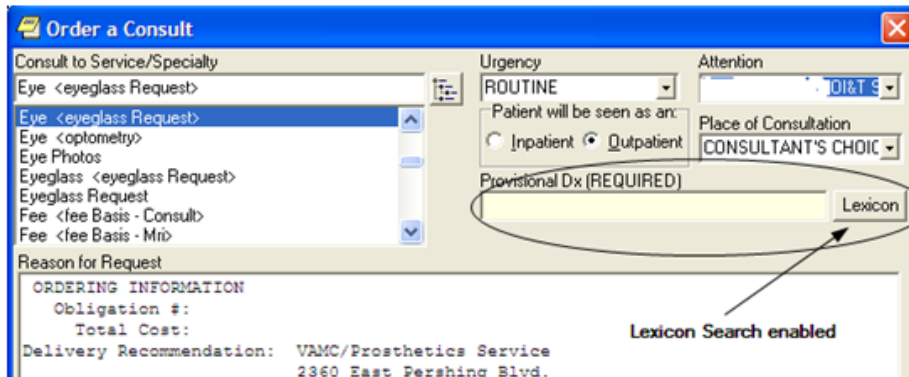 Order a Consult
Consult to Service/Specialty
Eye <eyeglass Request>
Eye <eyeglass Request>
Eye <optometry>
Eye Photos
Eyeglass <eyeglass Request>
Eyeglass Request
Fee <fee Basis - Consult>
Fee <fee Basis - Mri>
Urgency
ROUTINE
Attention
OI&T S
Patient will be seen as an:
Inpatient Outpatient
Place of Consultation
CONSULTANT'S CHOIC
Provisional Dx (REQUIRED)
Lexicon
Lexicon Search enabled
Reason for Request
ORDERING INFORMATION
Obligation #:
Total Cost:
Delivery Recommendation: VAMC/Prosthetics Service
2360 East Pershing Blvd.